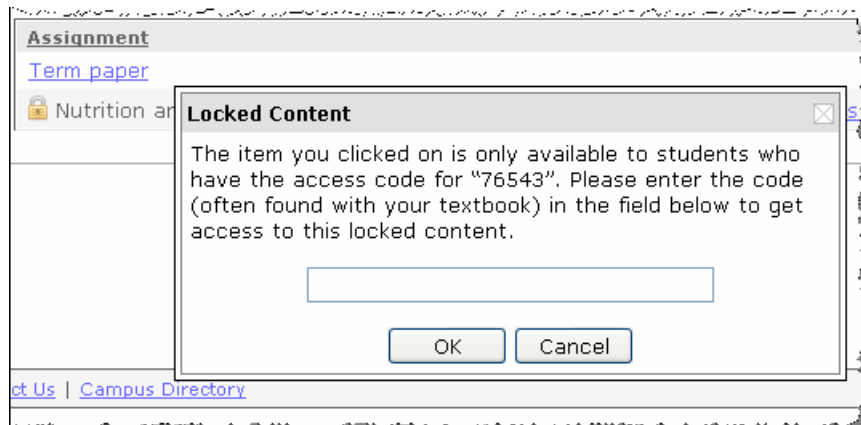 Assignment
Term paper
Nutrition
Locked Content
The item you clicked on is only available to students who
have the access code for “76543”. Please enter the code
(often found with your textbook) in the field below to get
access to this locked content.
OK Cancel
Us | Campus Directory